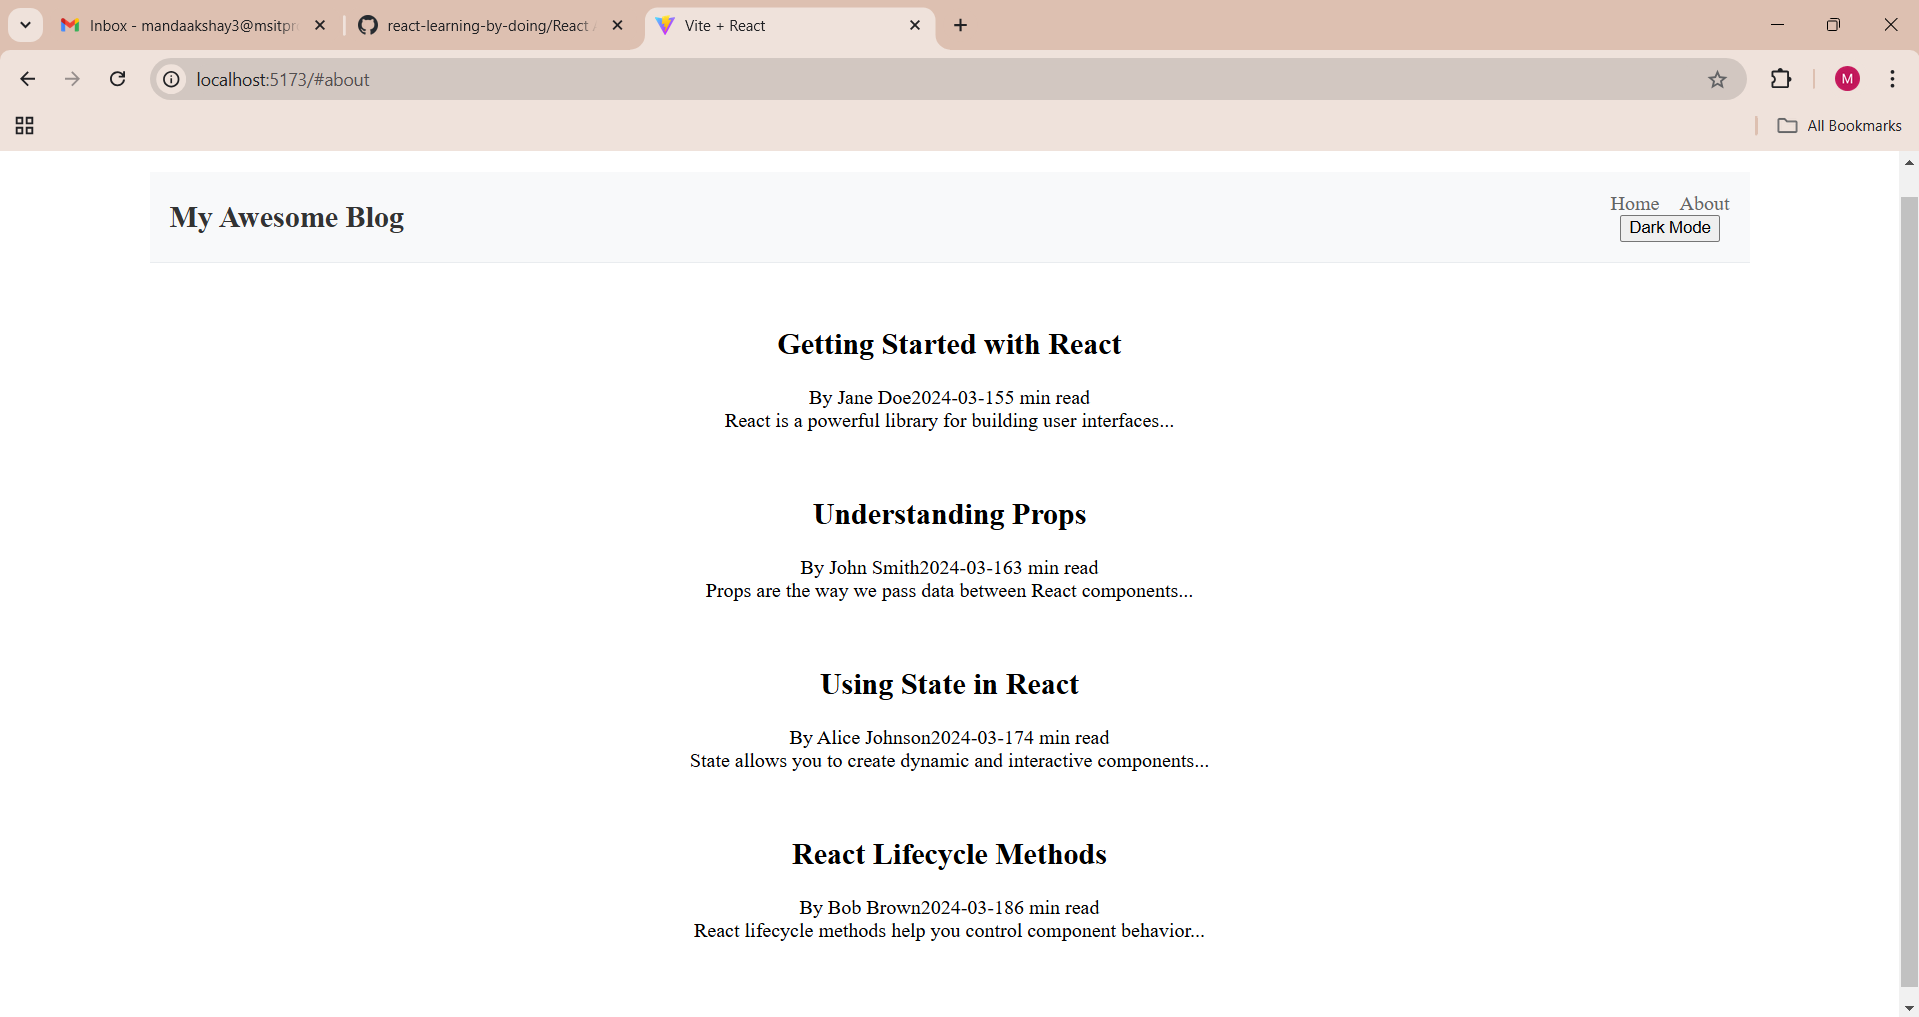 Inbox - mandaakshay3@msitpr
react-learning-by-doing/React
Vite + React
localhost:5173/#about
M
All Bookmarks
My Awesome Blog
Home About
Dark Mode
Getting Started with React
By Jane Doe2024-03-155 min read
React is a powerful library for building user interfaces...
Understanding Props
By John Smith2024-03-163 min read
Props are the way we pass data between React components...
Using State in React
By Alice Johnson2024-03-174 min read
State allows you to create dynamic and interactive components...
React Lifecycle Methods
By Bob Brown2024-03-186 min read
React lifecycle methods help you control component behavior...